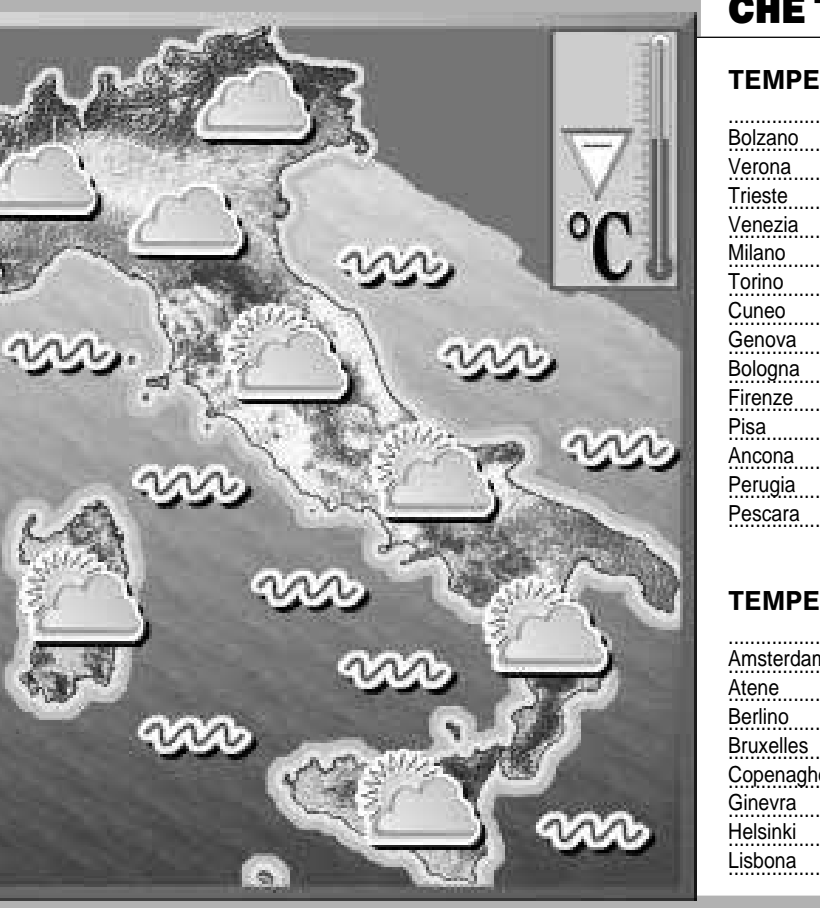 °C
CHE
TEMPE
Bolzano
Verona
Trieste
Venezia
Milano
Torino
Cuneo
Genova
Bologna
Firenze
Pisa
Ancona
Perugia
Pescara
TEMPE
Amsterdam
Atene
Berlino
Bruxelles
Copenaghe
Ginevra
Helsinki
Lisbona